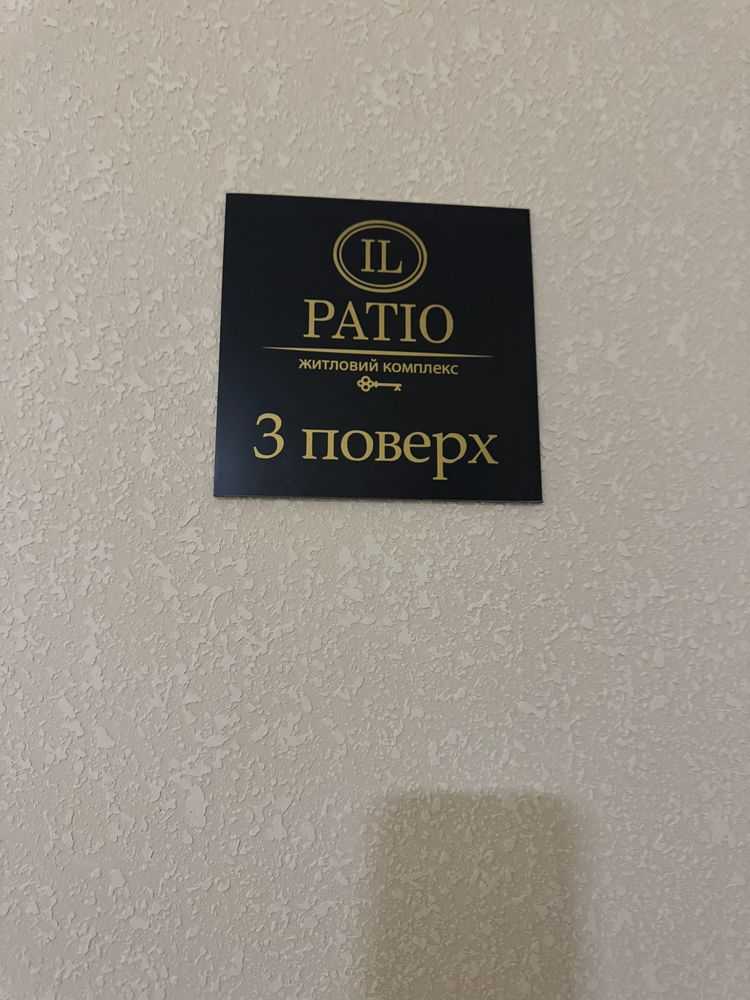 IL
PATIO
житловий комплекс
3 поверх